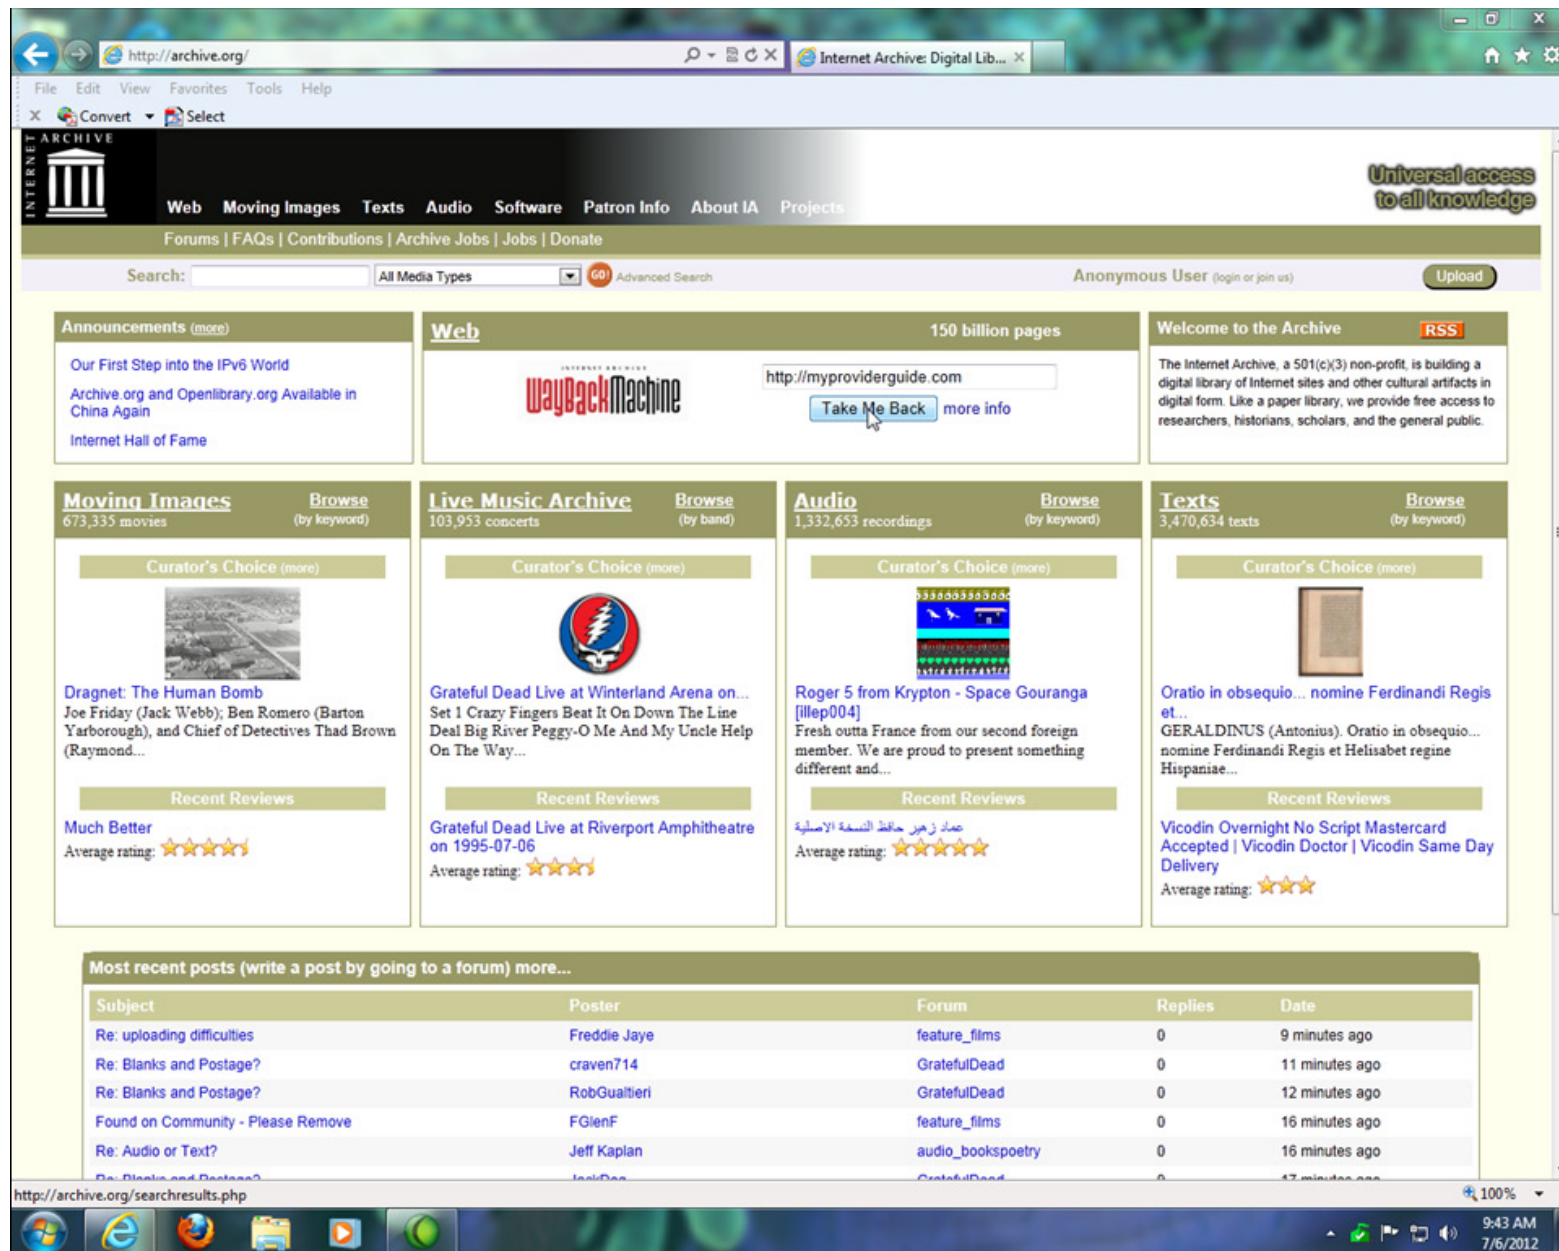 http://archive.org/
Internet Archive: Digital Lib...
File Edit View Favorites Tools Help
x Convert Select
INTERNET ARCHIVE
Universal access
to all knowledge
Web Moving Images Texts Audio Software Patron Info About IA Projects
Forums | FAQs | Contributions | Archive Jobs | Jobs | Donate
Search: All Media Types GO! Advanced Search Anonymous User (login or join us) Upload
Announcements (more)
Our First Step into the IPv6 World
Archive.org and Openlibrary.org Available in
China Again
Internet Hall of Fame
Web 150 billion pages
INTERNET ARCHIVE
WayBackMachine
http://myproviderguide.com
Take Me Back more info
Welcome to the Archive RSS
The Internet Archive, a 501(c)(3) non-profit, is building a
digital library of Internet sites and other cultural artifacts in
digital form. Like a paper library, we provide free access to
researchers, historians, scholars, and the general public.
Moving Images Browse
673,335 movies (by keyword)
Curator's Choice (more)
Dragnet: The Human Bomb
Joe Friday (Jack Webb); Ben Romero (Barton
Yarborough), and Chief of Detectives Thad Brown
(Raymond...
Recent Reviews
Much Better
Average rating:
Live Music Archive Browse
103,953 concerts (by band)
Curator's Choice (more)
Grateful Dead Live at Winterland Arena on...
Set 1 Crazy Fingers Beat It On Down The Line
Deal Big River Peggy-O Me And My Uncle Help
On The Way...
Recent Reviews
Grateful Dead Live at Riverport Amphitheatre
on 1995-07-06
Average rating:
Audio Browse
1,332,653 recordings (by keyword)
Curator's Choice (more)
Roger 5 from Krypton - Space Gouranga
[illep004]
Fresh outta France from our second foreign
member. We are proud to present something
different and...
Recent Reviews
عماد زهير حافظ النسخة الاصلية
Average rating:
Texts Browse
3,470,634 texts (by keyword)
Curator's Choice (more)
Oratio in obsequio... nomine Ferdinandi Regis
et...
GERALDINUS (Antonius). Oratio in obsequio...
nomine Ferdinandi Regis et Helisabet regine
Hispaniae...
Recent Reviews
Vicodin Overnight No Script Mastercard
Accepted | Vicodin Doctor | Vicodin Same Day
Delivery
Average rating:
Most recent posts (write a post by going to a forum) more...
Subject Poster Forum Replies Date
Re: uploading difficulties Freddie Jaye feature_films 0 9 minutes ago
Re: Blanks and Postage? craven714 GratefulDead 0 11 minutes ago
Re: Blanks and Postage? RobGualtieri GratefulDead 0 12 minutes ago
Found on Community - Please Remove FGlenF feature_films 0 16 minutes ago
Re: Audio or Text? Jeff Kaplan audio_bookspoetry 0 16 minutes ago
Re: Blanks and Postage? GratefulDead 0 17 minutes ago
http://archive.org/searchresults.php 100%
9:43 AM
7/6/2012